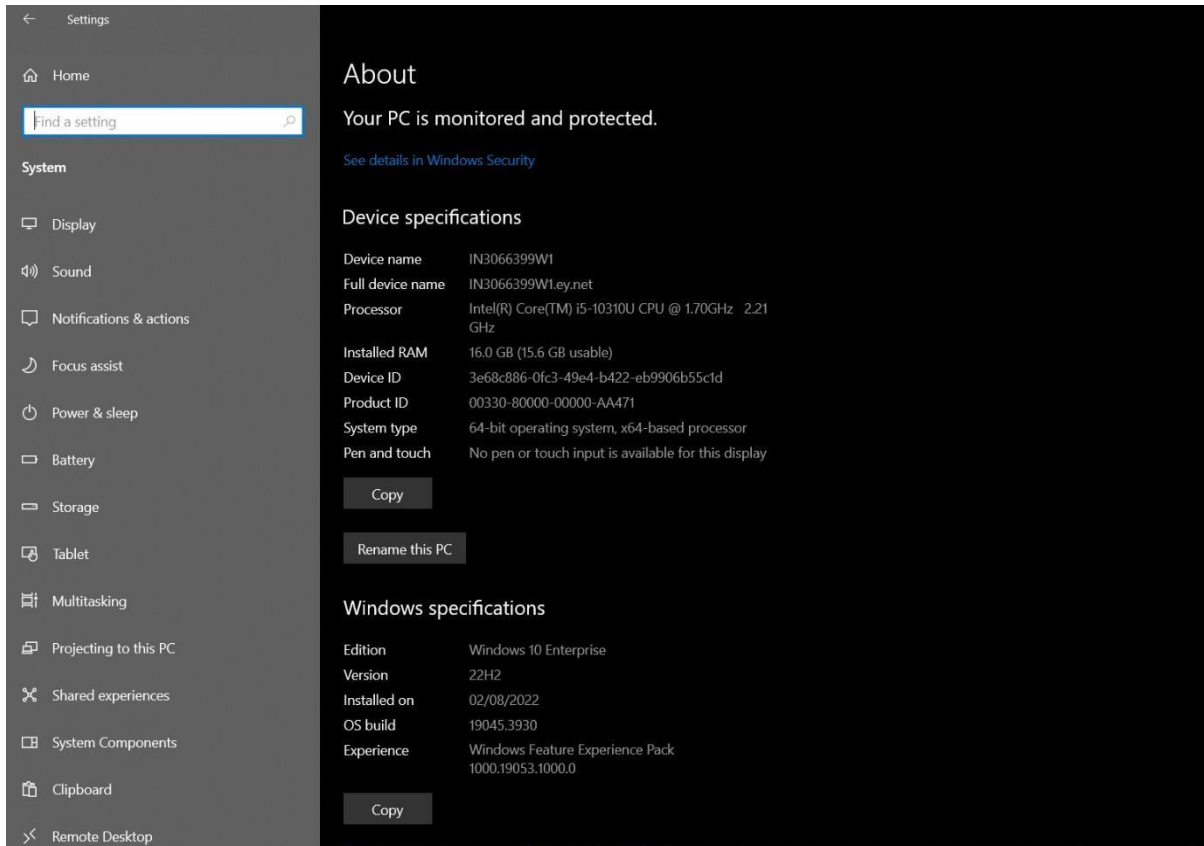 Settings
Home
Find a setting
System
Display
Sound
Notifications & actions
Focus assist
Power & sleep
Battery
Storage
Tablet
Multitasking
Projecting to this PC
Shared experiences
System Components
Clipboard
Remote Desktop
About
Your PC is monitored and protected.
See details in Windows Security
Device specifications
Device name IN3066399W1
Full device name IN3066399W1.ey.net
Processor Intel(R) Core(TM) i5-10310U CPU @ 1.70GHz 2.21
GHz
Installed RAM 16.0 GB (15.6 GB usable)
Device ID 3e68c886-0fc3-49e4-b422-eb9906b55c1d
Product ID 00330-80000-00000-AA471
System type 64-bit operating system, x64-based processor
Pen and touch No pen or touch input is available for this display
Copy
Rename this PC
Windows specifications
Edition Windows 10 Enterprise
Version 22H2
Installed on 02/08/2022
OS build 19045.3930
Experience Windows Feature Experience Pack
1000.19053.1000.0
Copy